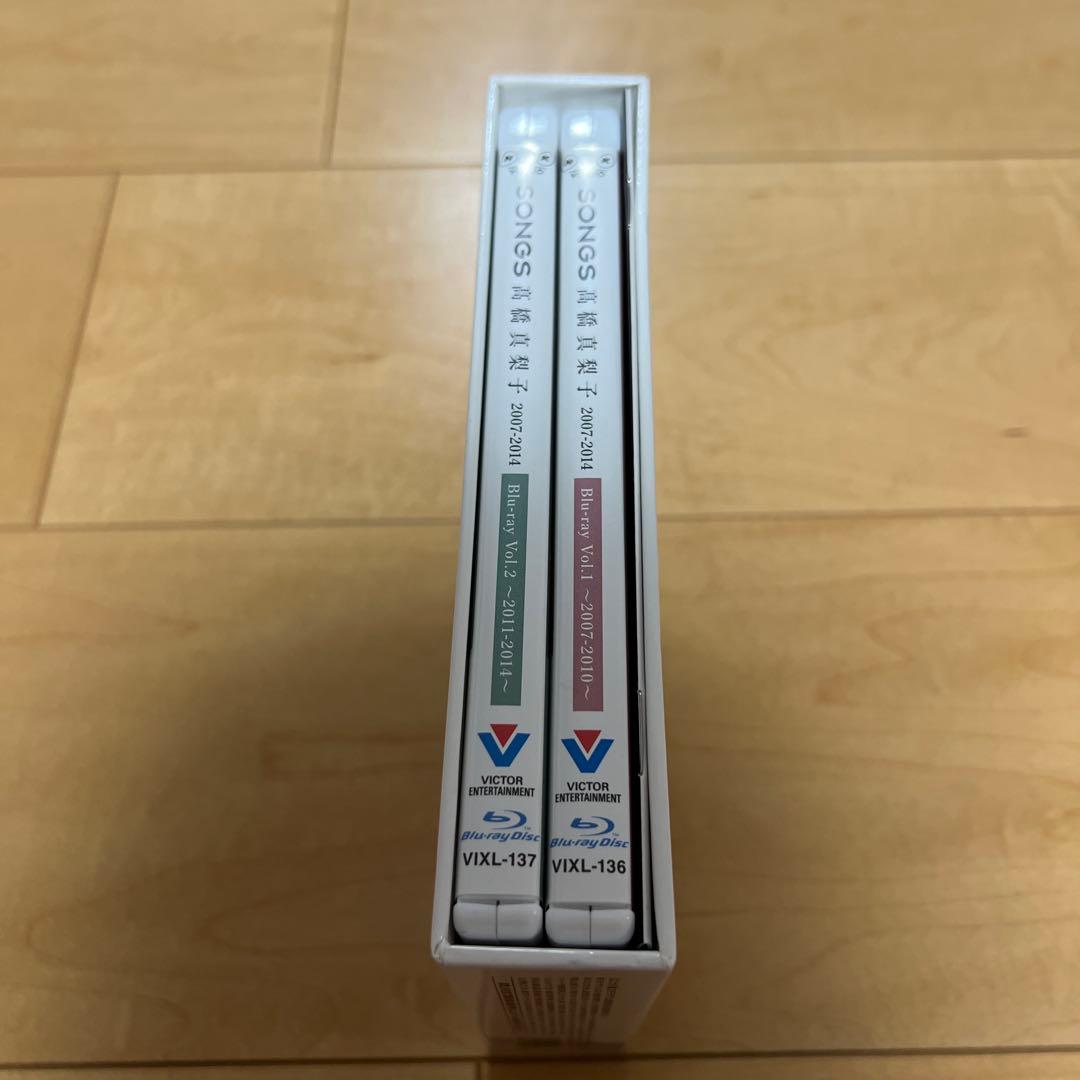 SONGS 高橋真梨子 2007-2014 Blu-ray Vol.2 ～2011-2014～
VICTOR
ENTERTAINMENT
Blu-ray Disc
VIXL-137
SONGS 高橋真梨子 2007-2014 Blu-ray Vol.1 ～2007-2010～
VICTOR
ENTERTAINMENT
Blu-ray Disc
VIXL-136